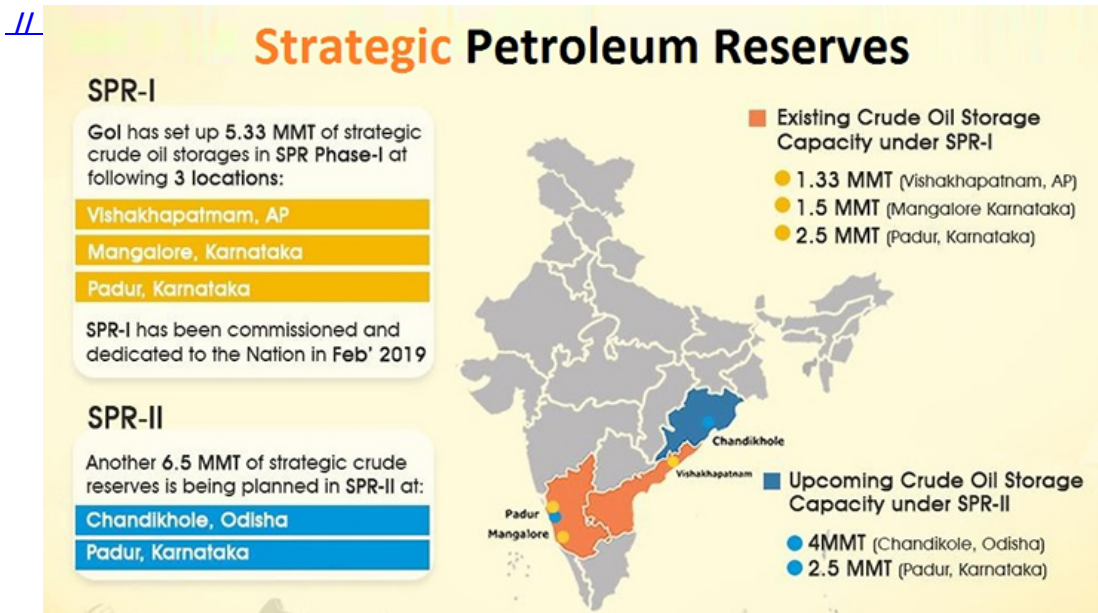 //
Strategic Petroleum Reserves
SPR-I
GoI has set up 5.33 MMT of strategic
crude oil storages in SPR Phase-I at
following 3 locations:
Vishakhapatmam, AP
Mangalore, Karnataka
Padur, Karnataka
SPR-I has been commissioned and
dedicated to the Nation in Feb' 2019
SPR-II
Another 6.5 MMT of strategic crude
reserves is being planned in SPR-II at:
Chandikhole, Odisha
Padur, Karnataka
Existing Crude Oil Storage
Capacity under SPR-I
1.33 MMT (Vishakhapatnam, AP)
1.5 MMT (Mangalore Karnataka)
2.5 MMT (Padur, Karnataka)
Chandikhole
Vishakhapatnam
Padur
Mangalore
Upcoming Crude Oil Storage
Capacity under SPR-II
4MMT (Chandikole, Odisha)
2.5 MMT (Padur, Karnataka)